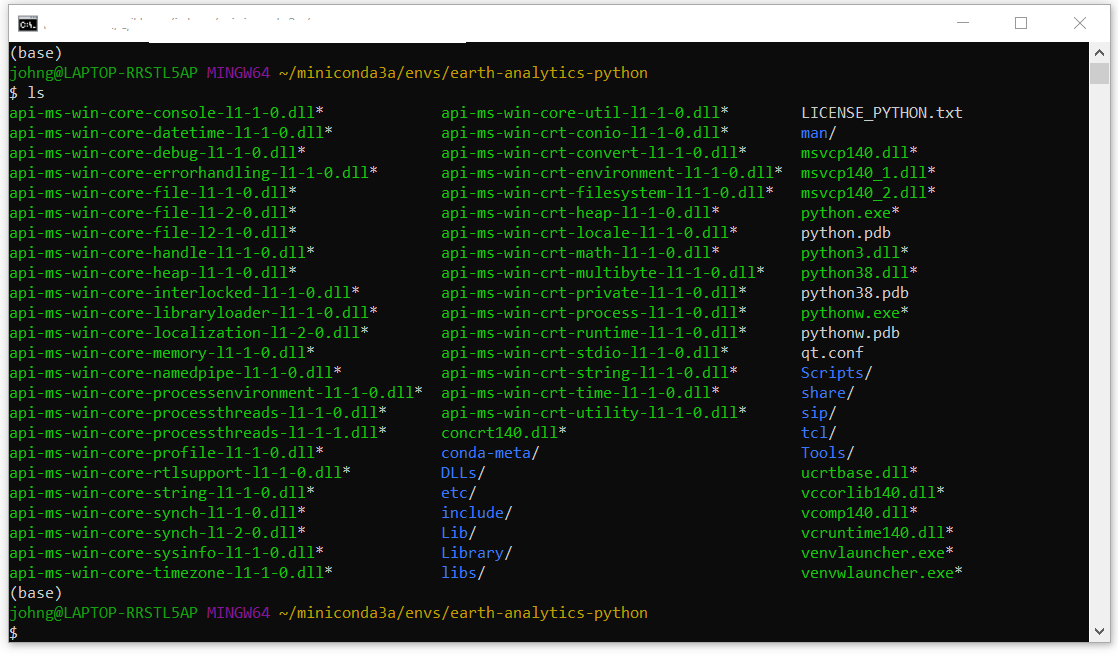 (base)
johng@LAPTOP-RRSTL5AP MINGW64 ~/miniconda3a/envs/earth-analytics-python
$ ls
api-ms-win-core-console-l1-1-0.dll* api-ms-win-core-util-l1-1-0.dll* LICENSE_PYTHON.txt
api-ms-win-core-datetime-l1-1-0.dll* api-ms-win-crt-conio-l1-1-0.dll* man/
api-ms-win-core-debug-l1-1-0.dll* api-ms-win-crt-convert-l1-1-0.dll* msvcp140.dll*
api-ms-win-core-errorhandling-l1-1-0.dll* api-ms-win-crt-environment-l1-1-0.dll* msvcp140_1.dll*
api-ms-win-core-file-l1-1-0.dll* api-ms-win-crt-filesystem-l1-1-0.dll* msvcp140_2.dll*
api-ms-win-core-file-l1-2-0.dll* api-ms-win-crt-heap-l1-1-0.dll* python.exe*
api-ms-win-core-file-l2-1-0.dll* api-ms-win-crt-locale-l1-1-0.dll* python.pdb
api-ms-win-core-handle-l1-1-0.dll* api-ms-win-crt-math-l1-1-0.dll* python3.dll*
api-ms-win-core-heap-l1-1-0.dll* api-ms-win-crt-multibyte-l1-1-0.dll* python38.dll*
api-ms-win-core-interlocked-l1-1-0.dll* api-ms-win-crt-private-l1-1-0.dll* python38.pdb
api-ms-win-core-libraryloader-l1-1-0.dll* api-ms-win-crt-process-l1-1-0.dll* pythonw.exe*
api-ms-win-core-localization-l1-2-0.dll* api-ms-win-crt-runtime-l1-1-0.dll* pythonw.pdb
api-ms-win-core-memory-l1-1-0.dll* api-ms-win-crt-stdio-l1-1-0.dll* qt.conf
api-ms-win-core-namedpipe-l1-1-0.dll* api-ms-win-crt-string-l1-1-0.dll* Scripts/
api-ms-win-core-processenvironment-l1-1-0.dll* api-ms-win-crt-time-l1-1-0.dll* share/
api-ms-win-core-processthreads-l1-1-0.dll* api-ms-win-crt-utility-l1-1-0.dll* sip/
api-ms-win-core-processthreads-l1-1-1.dll* concrt140.dll* tcl/
api-ms-win-core-profile-l1-1-0.dll* conda-meta/ Tools/
api-ms-win-core-rtlsupport-l1-1-0.dll* DLLs/ ucrtbase.dll*
api-ms-win-core-string-l1-1-0.dll* etc/ vccorlib140.dll*
api-ms-win-core-synch-l1-1-0.dll* include/ vcomp140.dll*
api-ms-win-core-synch-l1-2-0.dll* Lib/ vcruntime140.dll*
api-ms-win-core-sysinfo-l1-1-0.dll* Library/ venvlauncher.exe*
api-ms-win-core-timezone-l1-1-0.dll* libs/ venvwlauncher.exe*
(base)
johng@LAPTOP-RRSTL5AP MINGW64 ~/miniconda3a/envs/earth-analytics-python
$